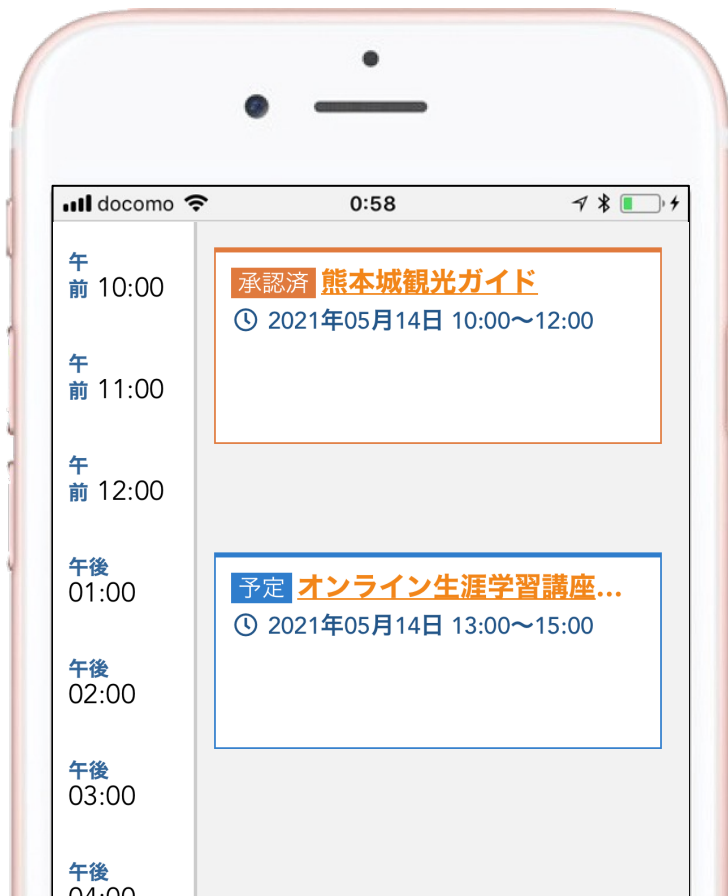 docomo 0:58
午
前 10:00
承認済 熊本城観光ガイド
2021年05月14日 10:00〜12:00
午
前 11:00
午
前 12:00
午後
01:00
予定 オンライン生涯学習講座...
2021年05月14日 13:00〜15:00
午後
02:00
午後
03:00
午後
04:00